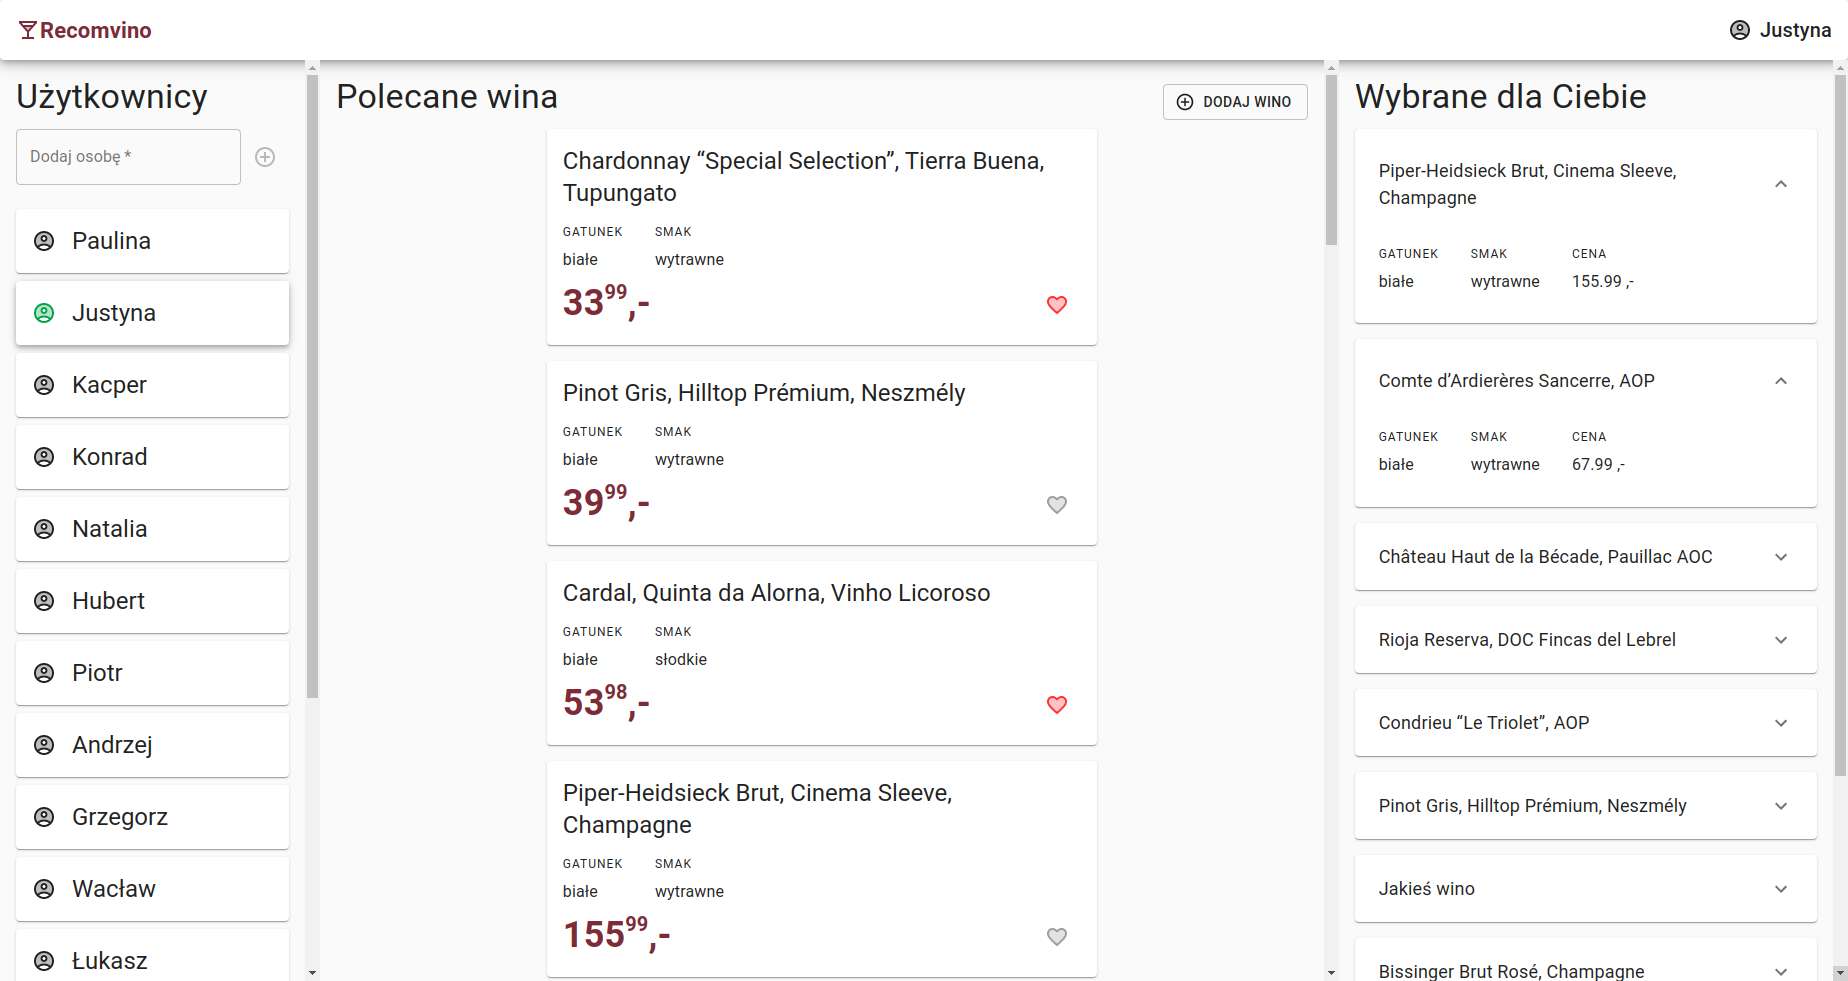 Recomvino
Justyna
Użytkownicy
Dodaj osobę *
Paulina
Justyna
Kacper
Konrad
Natalia
Hubert
Piotr
Andrzej
Grzegorz
Wacław
Łukasz
Polecane wina
DODAJ WINO
Chardonnay “Special Selection”, Tierra Buena,
Tupungato
GATUNEK SMAK
białe wytrawne
33 99 ,-
Pinot Gris, Hilltop Prémium, Neszmély
GATUNEK SMAK
białe wytrawne
39 99 ,-
Cardal, Quinta da Alorna, Vinho Licoroso
GATUNEK SMAK
białe słodkie
53 98 ,-
Piper-Heidsieck Brut, Cinema Sleeve,
Champagne
GATUNEK SMAK
białe wytrawne
155 99 ,-
Wybrane dla Ciebie
Piper-Heidsieck Brut, Cinema Sleeve,
Champagne
GATUNEK SMAK CENA
białe wytrawne 155.99 ,-
Comte d’Ardierères Sancerre, AOP
GATUNEK SMAK CENA
białe wytrawne 67.99 ,-
Château Haut de la Bécade, Pauillac AOC
Rioja Reserva, DOC Fincas del Lebrel
Condrieu “Le Triolet”, AOP
Pinot Gris, Hilltop Prémium, Neszmély
Jakieś wino
Bissinger Brut Rosé, Champagne